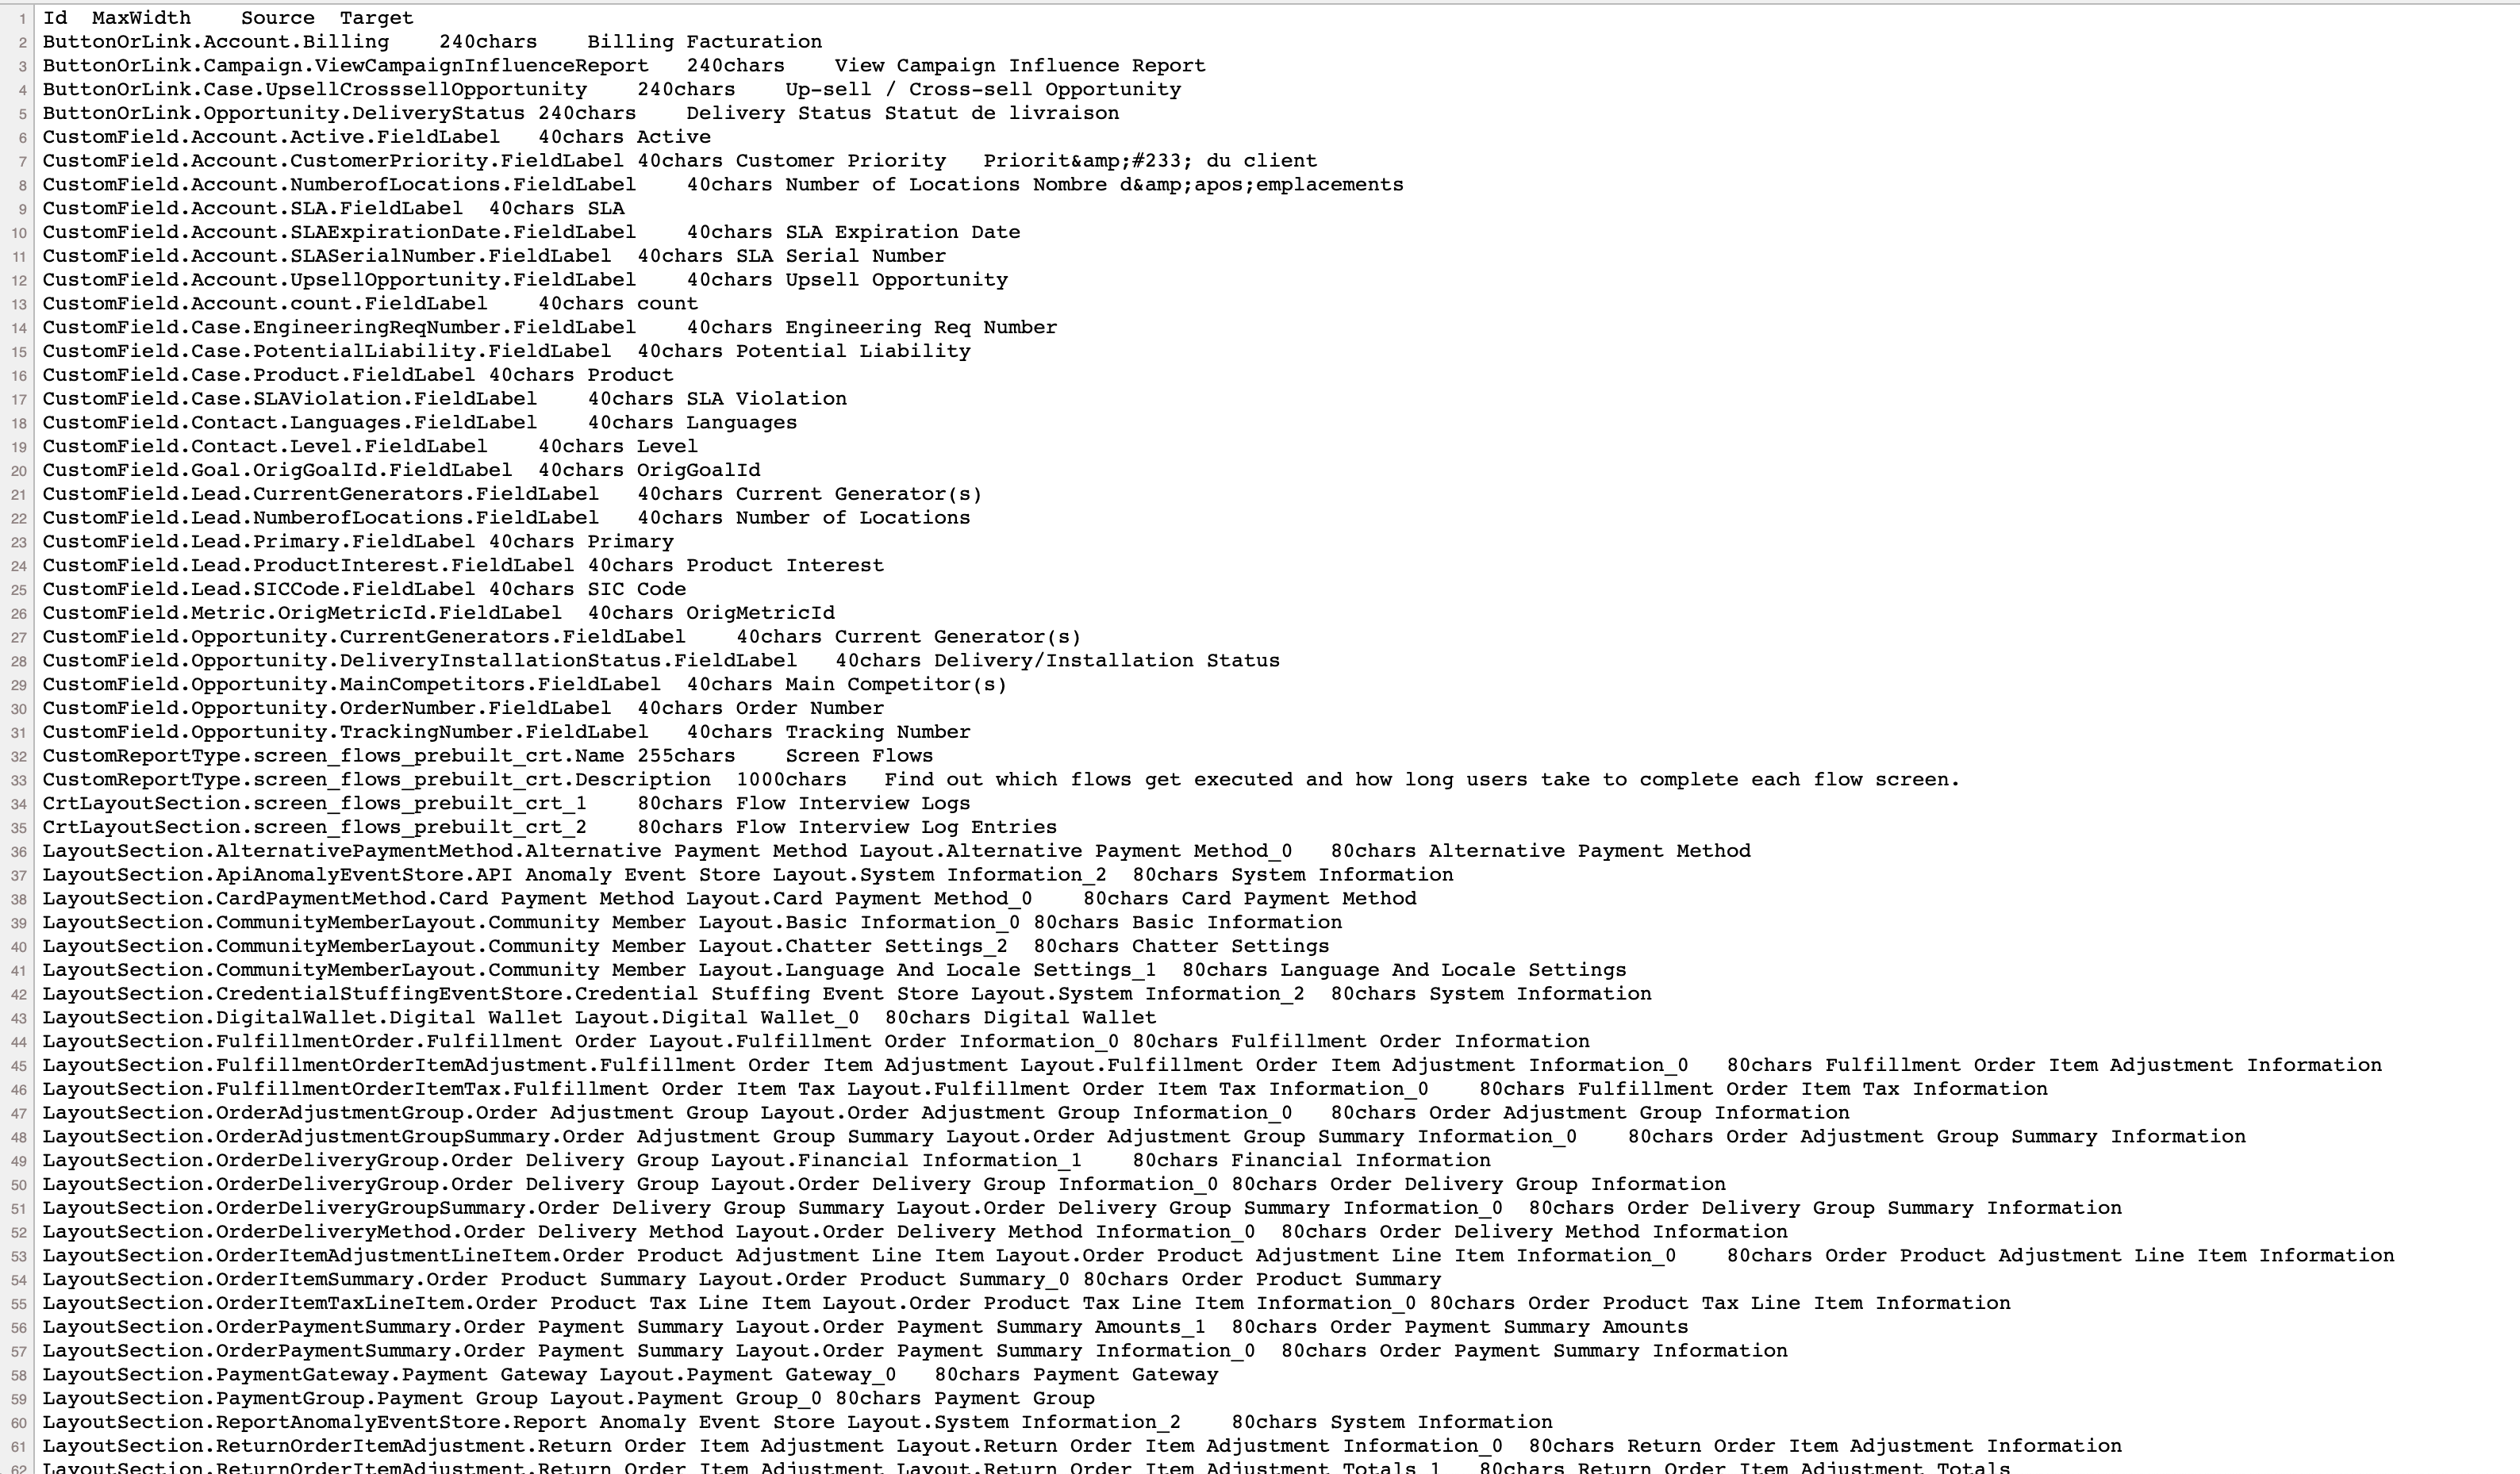 1 Id MaxWidth Source Target
2 ButtonOrLink.Account.Billing 240chars Billing Facturation
3 ButtonOrLink.Campaign.ViewCampaignInfluenceReport 240chars View Campaign Influence Report
4 ButtonOrLink.Case.UpsellCrosssellOpportunity 240chars Up-sell / Cross-sell Opportunity
5 ButtonOrLink.Opportunity.DeliveryStatus 240chars Delivery Status Statut de livraison
6 CustomField.Account.Active.FieldLabel 40chars Active
7 CustomField.Account.CustomerPriority.FieldLabel 40chars Customer Priority Priorit&amp;#233; du client
8 CustomField.Account.NumberofLocations.FieldLabel 40chars Number of Locations Nombre d&amp;apos;emplacements
9 CustomField.Account.SLA.FieldLabel 40chars SLA
10 CustomField.Account.SLAExpirationDate.FieldLabel 40chars SLA Expiration Date
11 CustomField.Account.SLASerialNumber.FieldLabel 40chars SLA Serial Number
12 CustomField.Account.UpsellOpportunity.FieldLabel 40chars Upsell Opportunity
13 CustomField.Account.count.FieldLabel 40chars count
14 CustomField.Case.EngineeringReqNumber.FieldLabel 40chars Engineering Req Number
15 CustomField.Case.PotentialLiability.FieldLabel 40chars Potential Liability
16 CustomField.Case.Product.FieldLabel 40chars Product
17 CustomField.Case.SLAViolation.FieldLabel 40chars SLA Violation
18 CustomField.Contact.Languages.FieldLabel 40chars Languages
19 CustomField.Contact.Level.FieldLabel 40chars Level
20 CustomField.Goal.OrigGoalId.FieldLabel 40chars OrigGoalId
21 CustomField.Lead.CurrentGenerators.FieldLabel 40chars Current Generator(s)
22 CustomField.Lead.NumberofLocations.FieldLabel 40chars Number of Locations
23 CustomField.Lead.Primary.FieldLabel 40chars Primary
24 CustomField.Lead.ProductInterest.FieldLabel 40chars Product Interest
25 CustomField.Lead.SICCode.FieldLabel 40chars SIC Code
26 CustomField.Metric.OrigMetricId.FieldLabel 40chars OrigMetricId
27 CustomField.Opportunity.CurrentGenerators.FieldLabel 40chars Current Generator(s)
28 CustomField.Opportunity.DeliveryInstallationStatus.FieldLabel 40chars Delivery/Installation Status
29 CustomField.Opportunity.MainCompetitors.FieldLabel 40chars Main Competitor(s)
30 CustomField.Opportunity.OrderNumber.FieldLabel 40chars Order Number
31 CustomField.Opportunity.TrackingNumber.FieldLabel 40chars Tracking Number
32 CustomReportType.screen_flows_prebuilt_crt.Name 255chars Screen Flows
33 CustomReportType.screen_flows_prebuilt_crt.Description 1000chars Find out which flows get executed and how long users take to complete each flow screen.
34 CrtLayoutSection.screen_flows_prebuilt_crt_1 80chars Flow Interview Logs
35 CrtLayoutSection.screen_flows_prebuilt_crt_2 80chars Flow Interview Log Entries
36 LayoutSection.AlternativePaymentMethod.Alternative Payment Method Layout.Alternative Payment Method_0 80chars Alternative Payment Method
37 LayoutSection.ApiAnomalyEventStore.API Anomaly Event Store Layout.System Information_2 80chars System Information
38 LayoutSection.CardPaymentMethod.Card Payment Method Layout.Card Payment Method_0 80chars Card Payment Method
39 LayoutSection.CommunityMemberLayout.Community Member Layout.Basic Information_0 80chars Basic Information
40 LayoutSection.CommunityMemberLayout.Community Member Layout.Chatter Settings_2 80chars Chatter Settings
41 LayoutSection.CommunityMemberLayout.Community Member Layout.Language And Locale Settings_1 80chars Language And Locale Settings
42 LayoutSection.CredentialStuffingEventStore.Credential Stuffing Event Store Layout.System Information_2 80chars System Information
43 LayoutSection.DigitalWallet.Digital Wallet Layout.Digital Wallet_0 80chars Digital Wallet
44 LayoutSection.FulfillmentOrder.Fulfillment Order Layout.Fulfillment Order Information_0 80chars Fulfillment Order Information
45 LayoutSection.FulfillmentOrderItemAdjustment.Fulfillment Order Item Adjustment Layout.Fulfillment Order Item Adjustment Information_0 80chars Fulfillment Order Item Adjustment Information
46 LayoutSection.FulfillmentOrderItemTax.Fulfillment Order Item Tax Layout.Fulfillment Order Item Tax Information_0 80chars Fulfillment Order Item Tax Information
47 LayoutSection.OrderAdjustmentGroup.Order Adjustment Group Layout.Order Adjustment Group Information_0 80chars Order Adjustment Group Information
48 LayoutSection.OrderAdjustmentGroupSummary.Order Adjustment Group Summary Layout.Order Adjustment Group Summary Information_0 80chars Order Adjustment Group Summary Information
49 LayoutSection.OrderDeliveryGroup.Order Delivery Group Layout.Financial Information_1 80chars Financial Information
50 LayoutSection.OrderDeliveryGroup.Order Delivery Group Layout.Order Delivery Group Information_0 80chars Order Delivery Group Information
51 LayoutSection.OrderDeliveryGroupSummary.Order Delivery Group Summary Layout.Order Delivery Group Summary Information_0 80chars Order Delivery Group Summary Information
52 LayoutSection.OrderDeliveryMethod.Order Delivery Method Layout.Order Delivery Method Information_0 80chars Order Delivery Method Information
53 LayoutSection.OrderItemAdjustmentLineItem.Order Product Adjustment Line Item Layout.Order Product Adjustment Line Item Information_0 80chars Order Product Adjustment Line Item Information
54 LayoutSection.OrderItemSummary.Order Product Summary Layout.Order Product Summary_0 80chars Order Product Summary
55 LayoutSection.OrderItemTaxLineItem.Order Product Tax Line Item Layout.Order Product Tax Line Item Information_0 80chars Order Product Tax Line Item Information
56 LayoutSection.OrderPaymentSummary.Order Payment Summary Layout.Order Payment Summary Amounts_1 80chars Order Payment Summary Amounts
57 LayoutSection.OrderPaymentSummary.Order Payment Summary Layout.Order Payment Summary Information_0 80chars Order Payment Summary Information
58 LayoutSection.PaymentGateway.Payment Gateway Layout.Payment Gateway_0 80chars Payment Gateway
59 LayoutSection.PaymentGroup.Payment Group Layout.Payment Group_0 80chars Payment Group
60 LayoutSection.ReportAnomalyEventStore.Report Anomaly Event Store Layout.System Information_2 80chars System Information
61 LayoutSection.ReturnOrderItemAdjustment.Return Order Item Adjustment Layout.Return Order Item Adjustment Information_0 80chars Return Order Item Adjustment Information
62 LayoutSection.ReturnOrderItemAdjustment.Return Order Item Adjustment Layout.Return Order Item Adjustment Totals_1 80chars Return Order Item Adjustment Totals